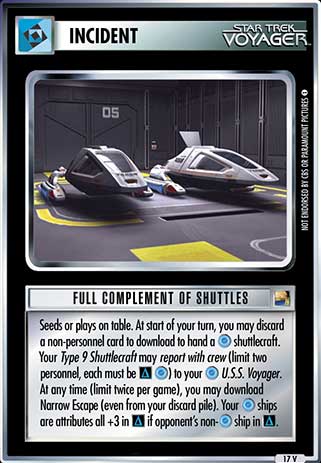 INCIDENT
STAR TREK
VOYAGER
05
NOT ENDORSED BY CBS OR PARAMOUNT PICTURES
FULL COMPLEMENT OF SHUTTLES
Seeds or plays on table. At start of your turn, you may discard
a non-personnel card to download to hand a shuttlecraft.
Your Type 9 Shuttlecraft may report with crew (limit two
personnel, each must be Δ ) to your U.S.S. Voyager.
At any time (limit twice per game), you may download
Narrow Escape (even from your discard pile). Your ships
are attributes all +3 in Δ if opponent's non- ship in Δ.
17 V